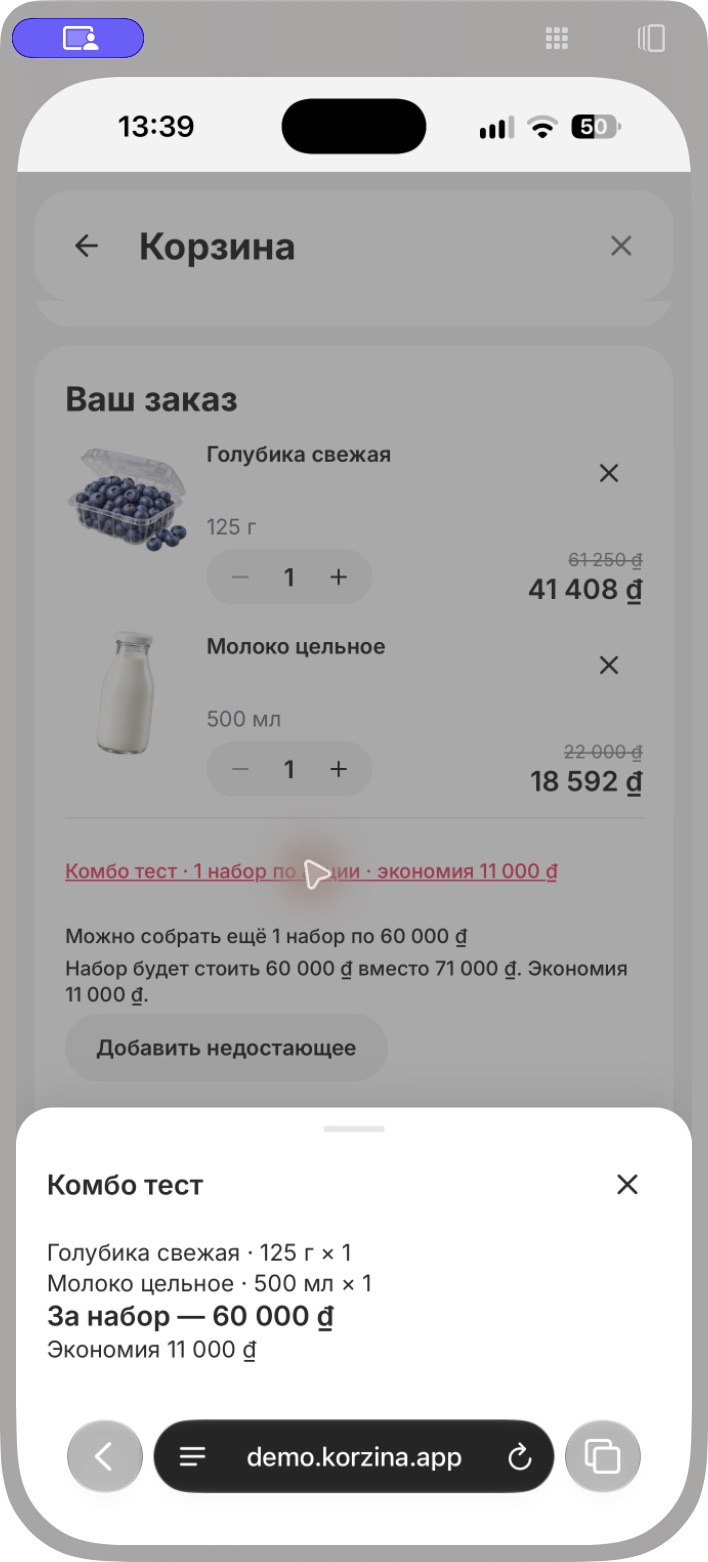 13:39
50
Корзина
Ваш заказ
Голубика свежая
125 г
61 250 ₫
1
41 408 ₫
Молоко цельное
500 мл
22 000 ₫
1
18 592 ₫
Комбо тест · 1 набор по · экономия 11 000 ₫
Можно собрать ещё 1 набор по 60 000 ₫
Набор будет стоить 60 000 ₫ вместо 71 000 ₫. Экономия
11 000 ₫.
Добавить недостающее
Комбо тест
Голубика свежая · 125 г × 1
Молоко цельное · 500 мл × 1
За набор — 60 000 ₫
Экономия 11 000 ₫
demo.korzina.app